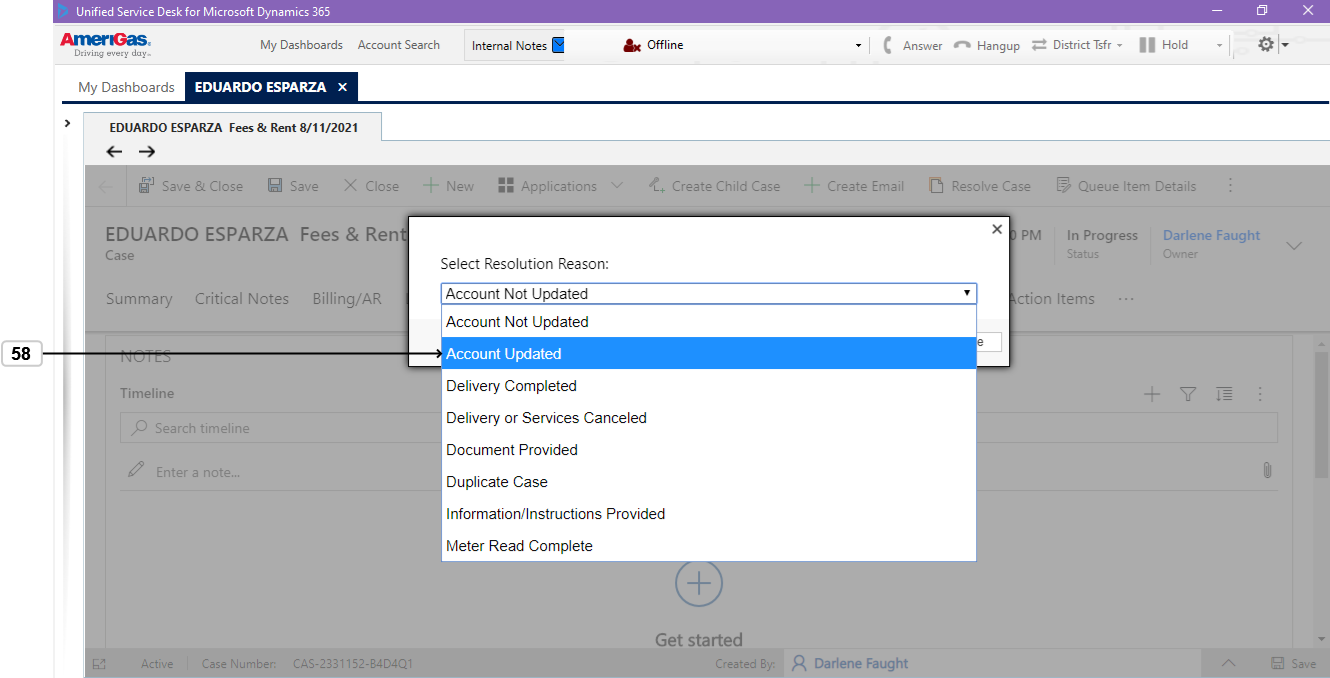 Unified Service Desk for Microsoft Dynamics 365
AmeriGas.
Driving every day..
My Dashboards Account Search Internal Notes Offline Answer Hangup District Tsfr Hold
My Dashboards EDUARDO ESPARZA
EDUARDO ESPARZA Fees & Rent 8/11/2021
Save & Close Save Close New Applications Create Child Case Create Email Resolve Case Queue Item Details
EDUARDO ESPARZA Fees & Rent
Case
0 PM
In Progress
Status
Darlene Faught
Owner
Summary Critical Notes Billing/AR Action Items
Select Resolution Reason:
Account Not Updated
Account Not Updated
58
Account Updated
Delivery Completed
Delivery or Services Canceled
Document Provided
Duplicate Case
Information/Instructions Provided
Meter Read Complete
e
NOTES
Timeline
Search timeline
Enter a note...
Get started
Active Case Number: CAS-2331152-B4D4Q1 Created By: Darlene Faught Save